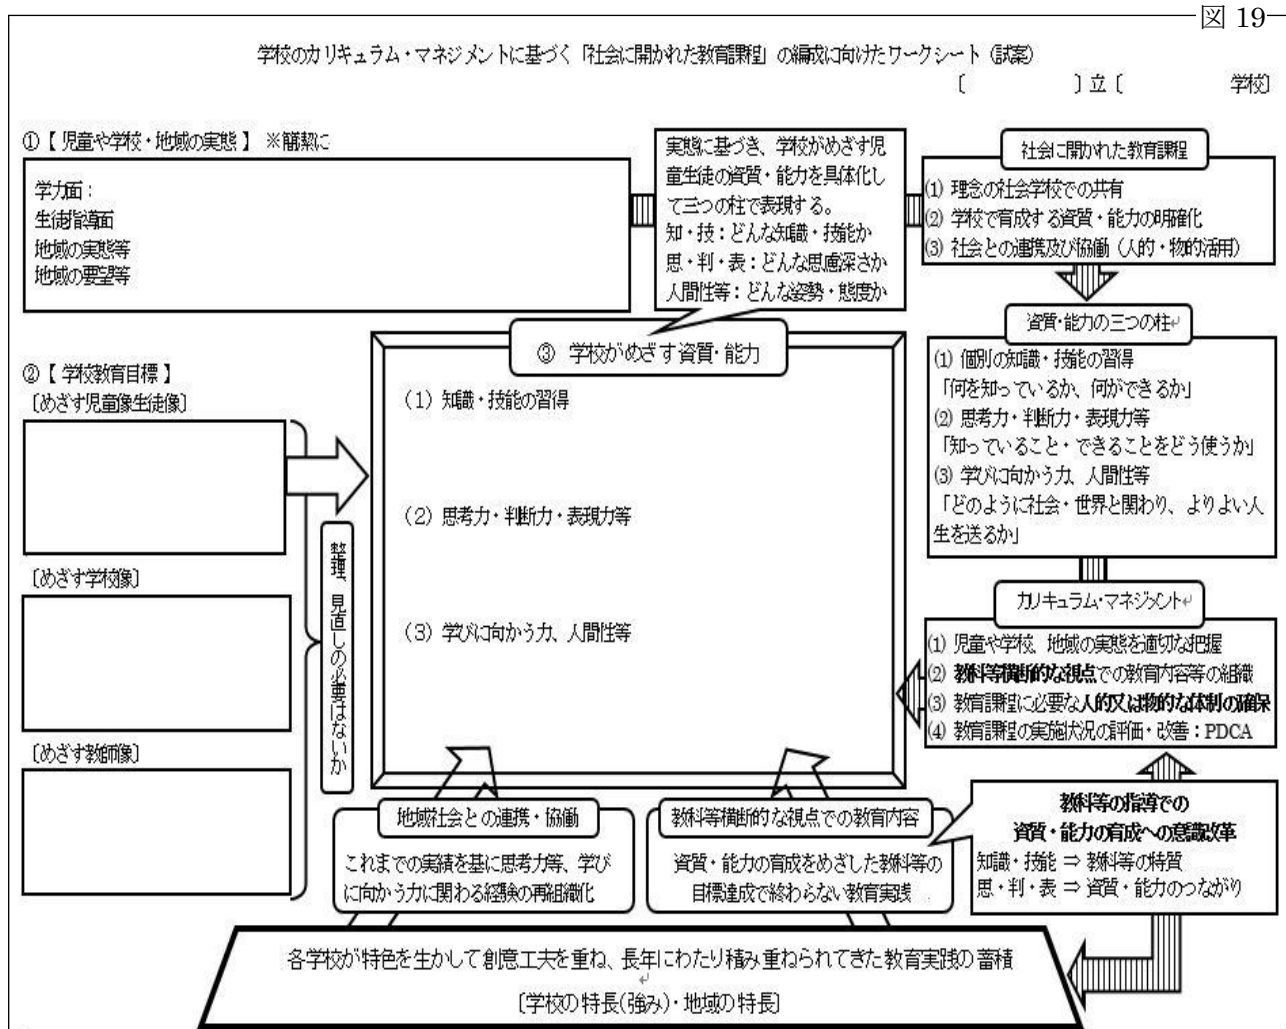 図 19
学校のカリキュラム・マネジメントに基づく「社会に開かれた教育課程」の編成に向けたワークシート（試案）
〔　　　　　〕立〔　　　　　学校〕
①【 児童や学校・地域の実態 】 ※簡潔に
学力面：
生徒指導面
地域の実態等
地域の要望等
実態に基づき、学校がめざす児
童生徒の資質・能力を具体化し
て三つの柱で表現する。
知・技：どんな知識・技能か
思・判・表：どんな思慮深さか
人間性等：どんな姿勢・態度か
社会に開かれた教育課程
(1) 理念の社会学校での共有
(2) 学校で育成する資質・能力の明確化
(3) 社会との連携及び協働（人的・物的活用）
資質・能力の三つの柱↵
(1) 個別の知識・技能の習得
「何を知っているか、何ができるか」
(2) 思考力・判断力・表現力等
「知っていること・できることをどう使うか」
(3) 学びに向かう力、人間性等
「どのように社会・世界と関わり、よりよい人
生を送るか」
②【 学校教育目標 】
〔めざす児童像生徒像〕
〔めざす学校像〕
〔めざす教師像〕
整理、見直しの必要はないか
③ 学校がめざす資質・能力
(1) 知識・技能の習得
(2) 思考力・判断力・表現力等
(3) 学びに向かう力、人間性等
カリキュラム・マネジメント↵
(1) 児童や学校、地域の実態を適切な把握
(2) 教科等横断的な視点での教育内容等の組織
(3) 教育課程に必要な人的又は物的な体制の確保
(4) 教育課程の実施状況の評価・改善：PDCA
地域社会との連携・協働
これまでの実績を基に思考力等、学び
に向かう力に関わる経験の再組織化
教科等横断的な視点での教育内容
資質・能力の育成をめざした教科等の
目標達成で終わらない教育実践
教科等の指導での
資質・能力の育成への意識改革
知識・技能 ⇒ 教科等の特質
思・判・表 ⇒ 資質・能力のつながり
各学校が特色を生かして創意工夫を重ね、長年にわたり積み重ねられてきた教育実践の蓄積
↵
〔学校の特長(強み)・地域の特長〕